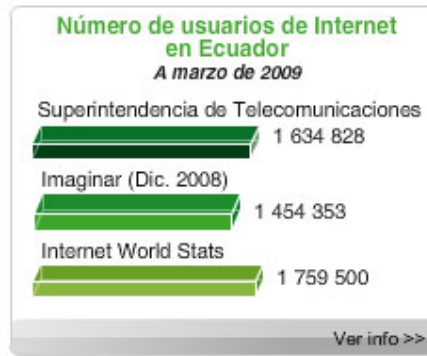 Número de usuarios de Internet
en Ecuador
A marzo de 2009
Superintendencia de Telecomunicaciones
1 634 828
Imaginar (Dic. 2008)
1 454 353
Internet World Stats
1 759 500
Ver info >>